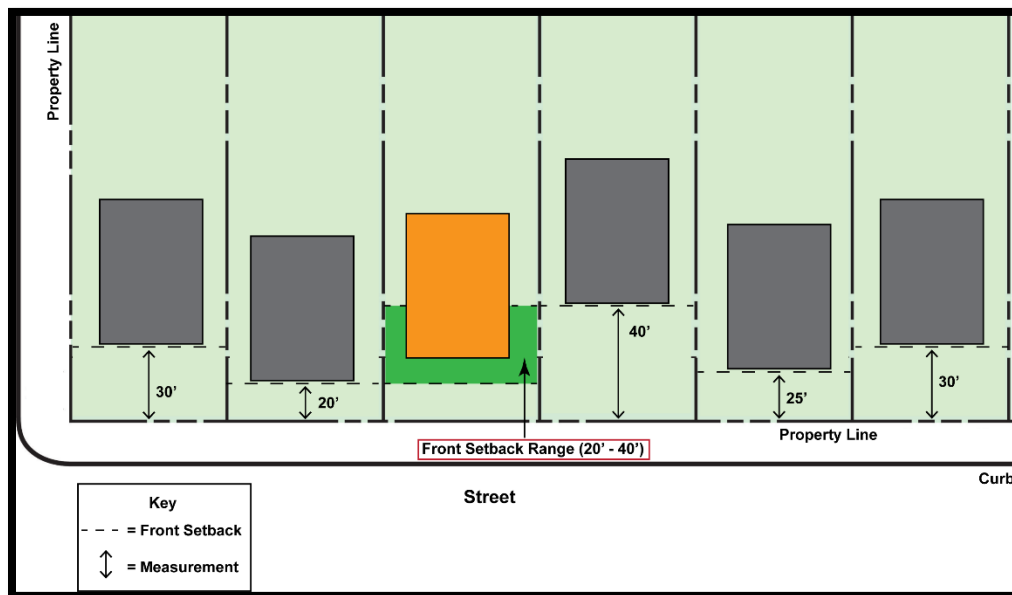 Property Line
40’
30’
30’
20’
25’
Property Line
Front Setback Range (20’ - 40’)
Curb
Street
Key
= Front Setback
= Measurement